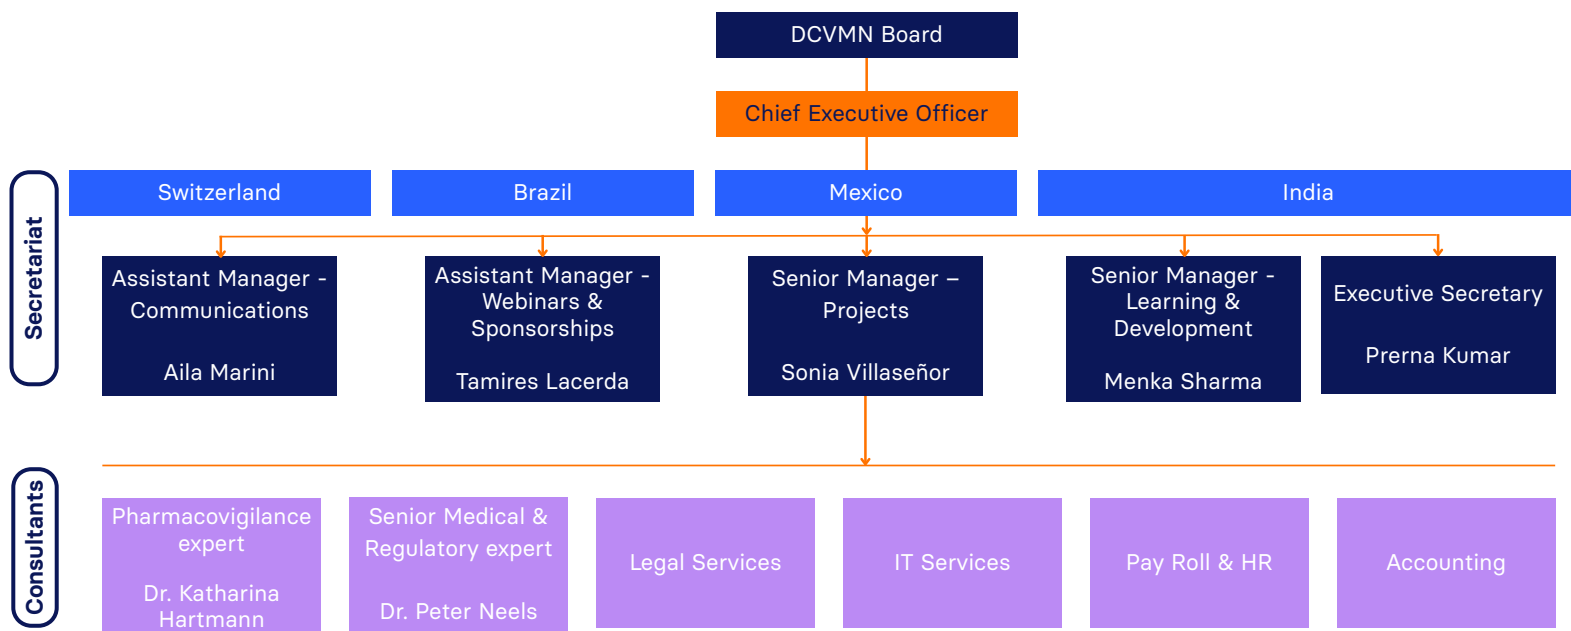 DCVMN Board
Chief Executive Officer
Secretariat
Switzerland
Brazil
Mexico
India
Assistant Manager -
Communications
Aila Marini
Assistant Manager -
Webinars &
Sponsorships
Tamires Lacerda
Senior Manager –
Projects
Sonia Villaseñor
Senior Manager -
Learning &
Development
Menka Sharma
Executive Secretary
Prerna Kumar
Consultants
Pharmacovigilance
expert
Dr. Katharina
Hartmann
Senior Medical &
Regulatory expert
Dr. Peter Neels
Legal Services
IT Services
Pay Roll & HR
Accounting